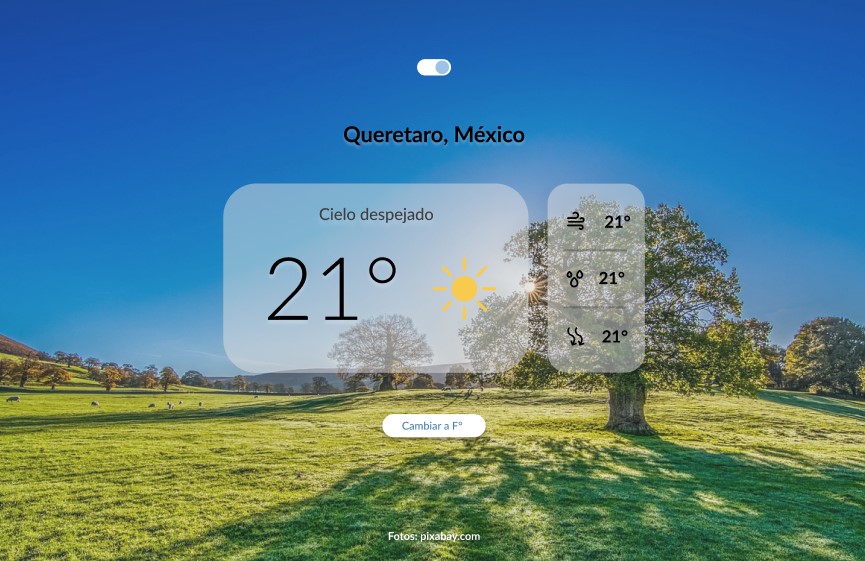 Queretaro, México
Cielo despejado
21°
21°
21°
21°
Cambiar a F°
Fotos: pixabay.com